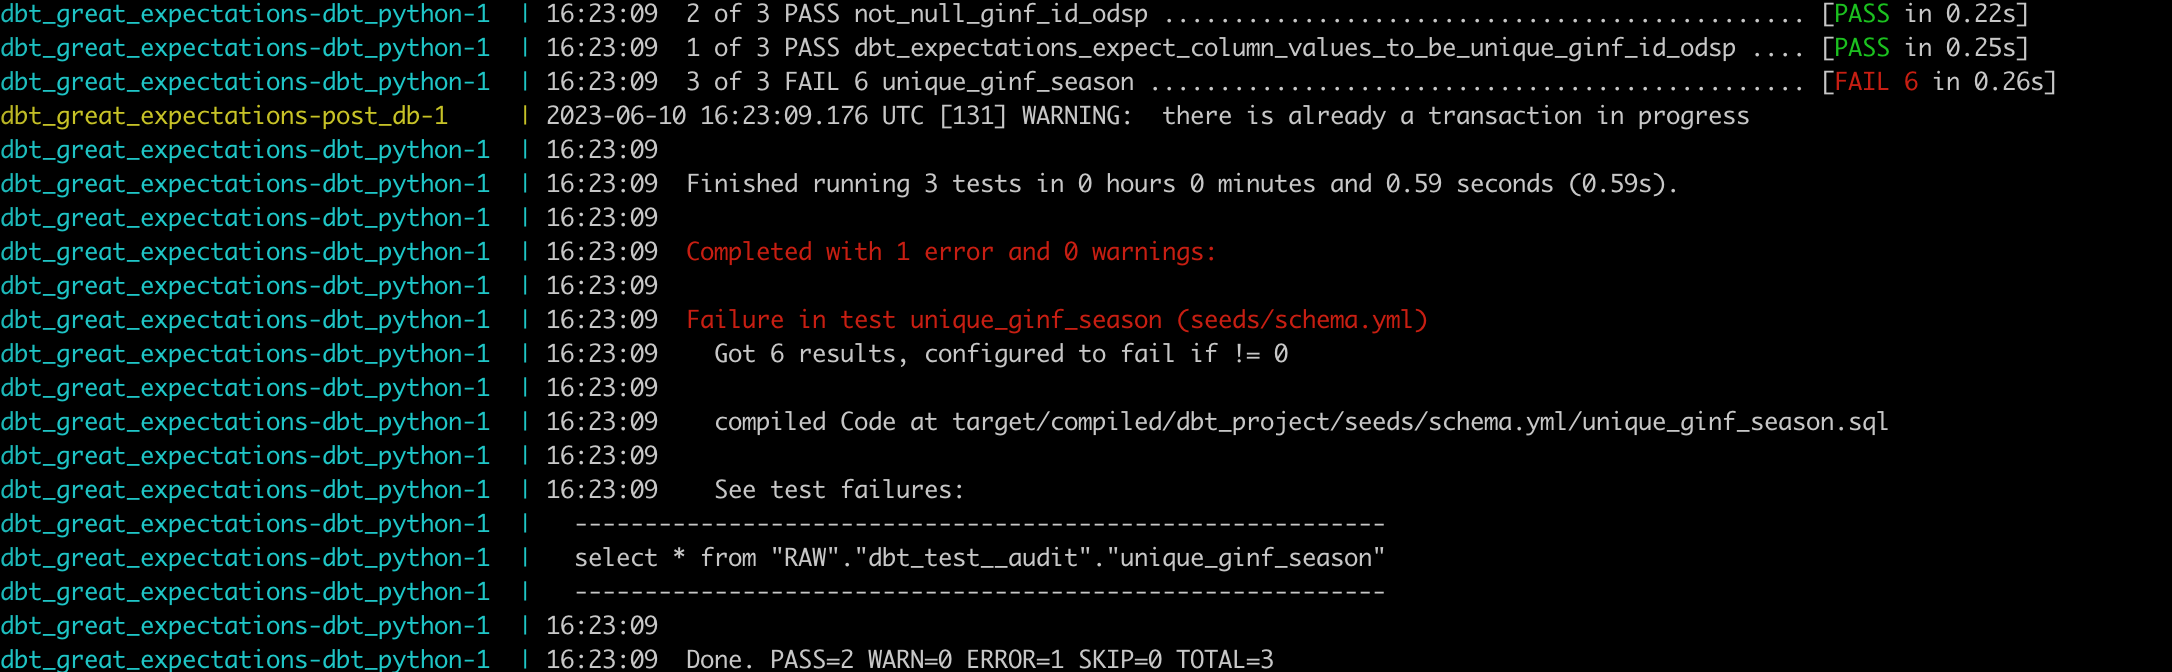 dbt_great_expectations-dbt_python-1  | 16:23:09  2 of 3 PASS not_null_ginf_id_odsp .............................................. [PASS in 0.22s]
dbt_great_expectations-dbt_python-1  | 16:23:09  1 of 3 PASS dbt_expectations_expect_column_values_to_be_unique_ginf_id_odsp .... [PASS in 0.25s]
dbt_great_expectations-dbt_python-1  | 16:23:09  3 of 3 FAIL 6 unique_ginf_season ................................................ [FAIL 6 in 0.26s]
dbt_great_expectations-post_db-1     | 2023-06-10 16:23:09.176 UTC [131] WARNING:  there is already a transaction in progress
dbt_great_expectations-dbt_python-1  | 16:23:09
dbt_great_expectations-dbt_python-1  | 16:23:09  Finished running 3 tests in 0 hours 0 minutes and 0.59 seconds (0.59s).
dbt_great_expectations-dbt_python-1  | 16:23:09
dbt_great_expectations-dbt_python-1  | 16:23:09  Completed with 1 error and 0 warnings:
dbt_great_expectations-dbt_python-1  | 16:23:09
dbt_great_expectations-dbt_python-1  | 16:23:09  Failure in test unique_ginf_season (seeds/schema.yml)
dbt_great_expectations-dbt_python-1  | 16:23:09    Got 6 results, configured to fail if != 0
dbt_great_expectations-dbt_python-1  | 16:23:09
dbt_great_expectations-dbt_python-1  | 16:23:09    compiled Code at target/compiled/dbt_project/seeds/schema.yml/unique_ginf_season.sql
dbt_great_expectations-dbt_python-1  | 16:23:09
dbt_great_expectations-dbt_python-1  | 16:23:09    See test failures:
dbt_great_expectations-dbt_python-1  |   ----------------------------------------------------------
dbt_great_expectations-dbt_python-1  |   select * from "RAW"."dbt_test__audit"."unique_ginf_season"
dbt_great_expectations-dbt_python-1  |   ----------------------------------------------------------
dbt_great_expectations-dbt_python-1  | 16:23:09
dbt_great_expectations-dbt_python-1  | 16:23:09  Done. PASS=2 WARN=0 ERROR=1 SKIP=0 TOTAL=3